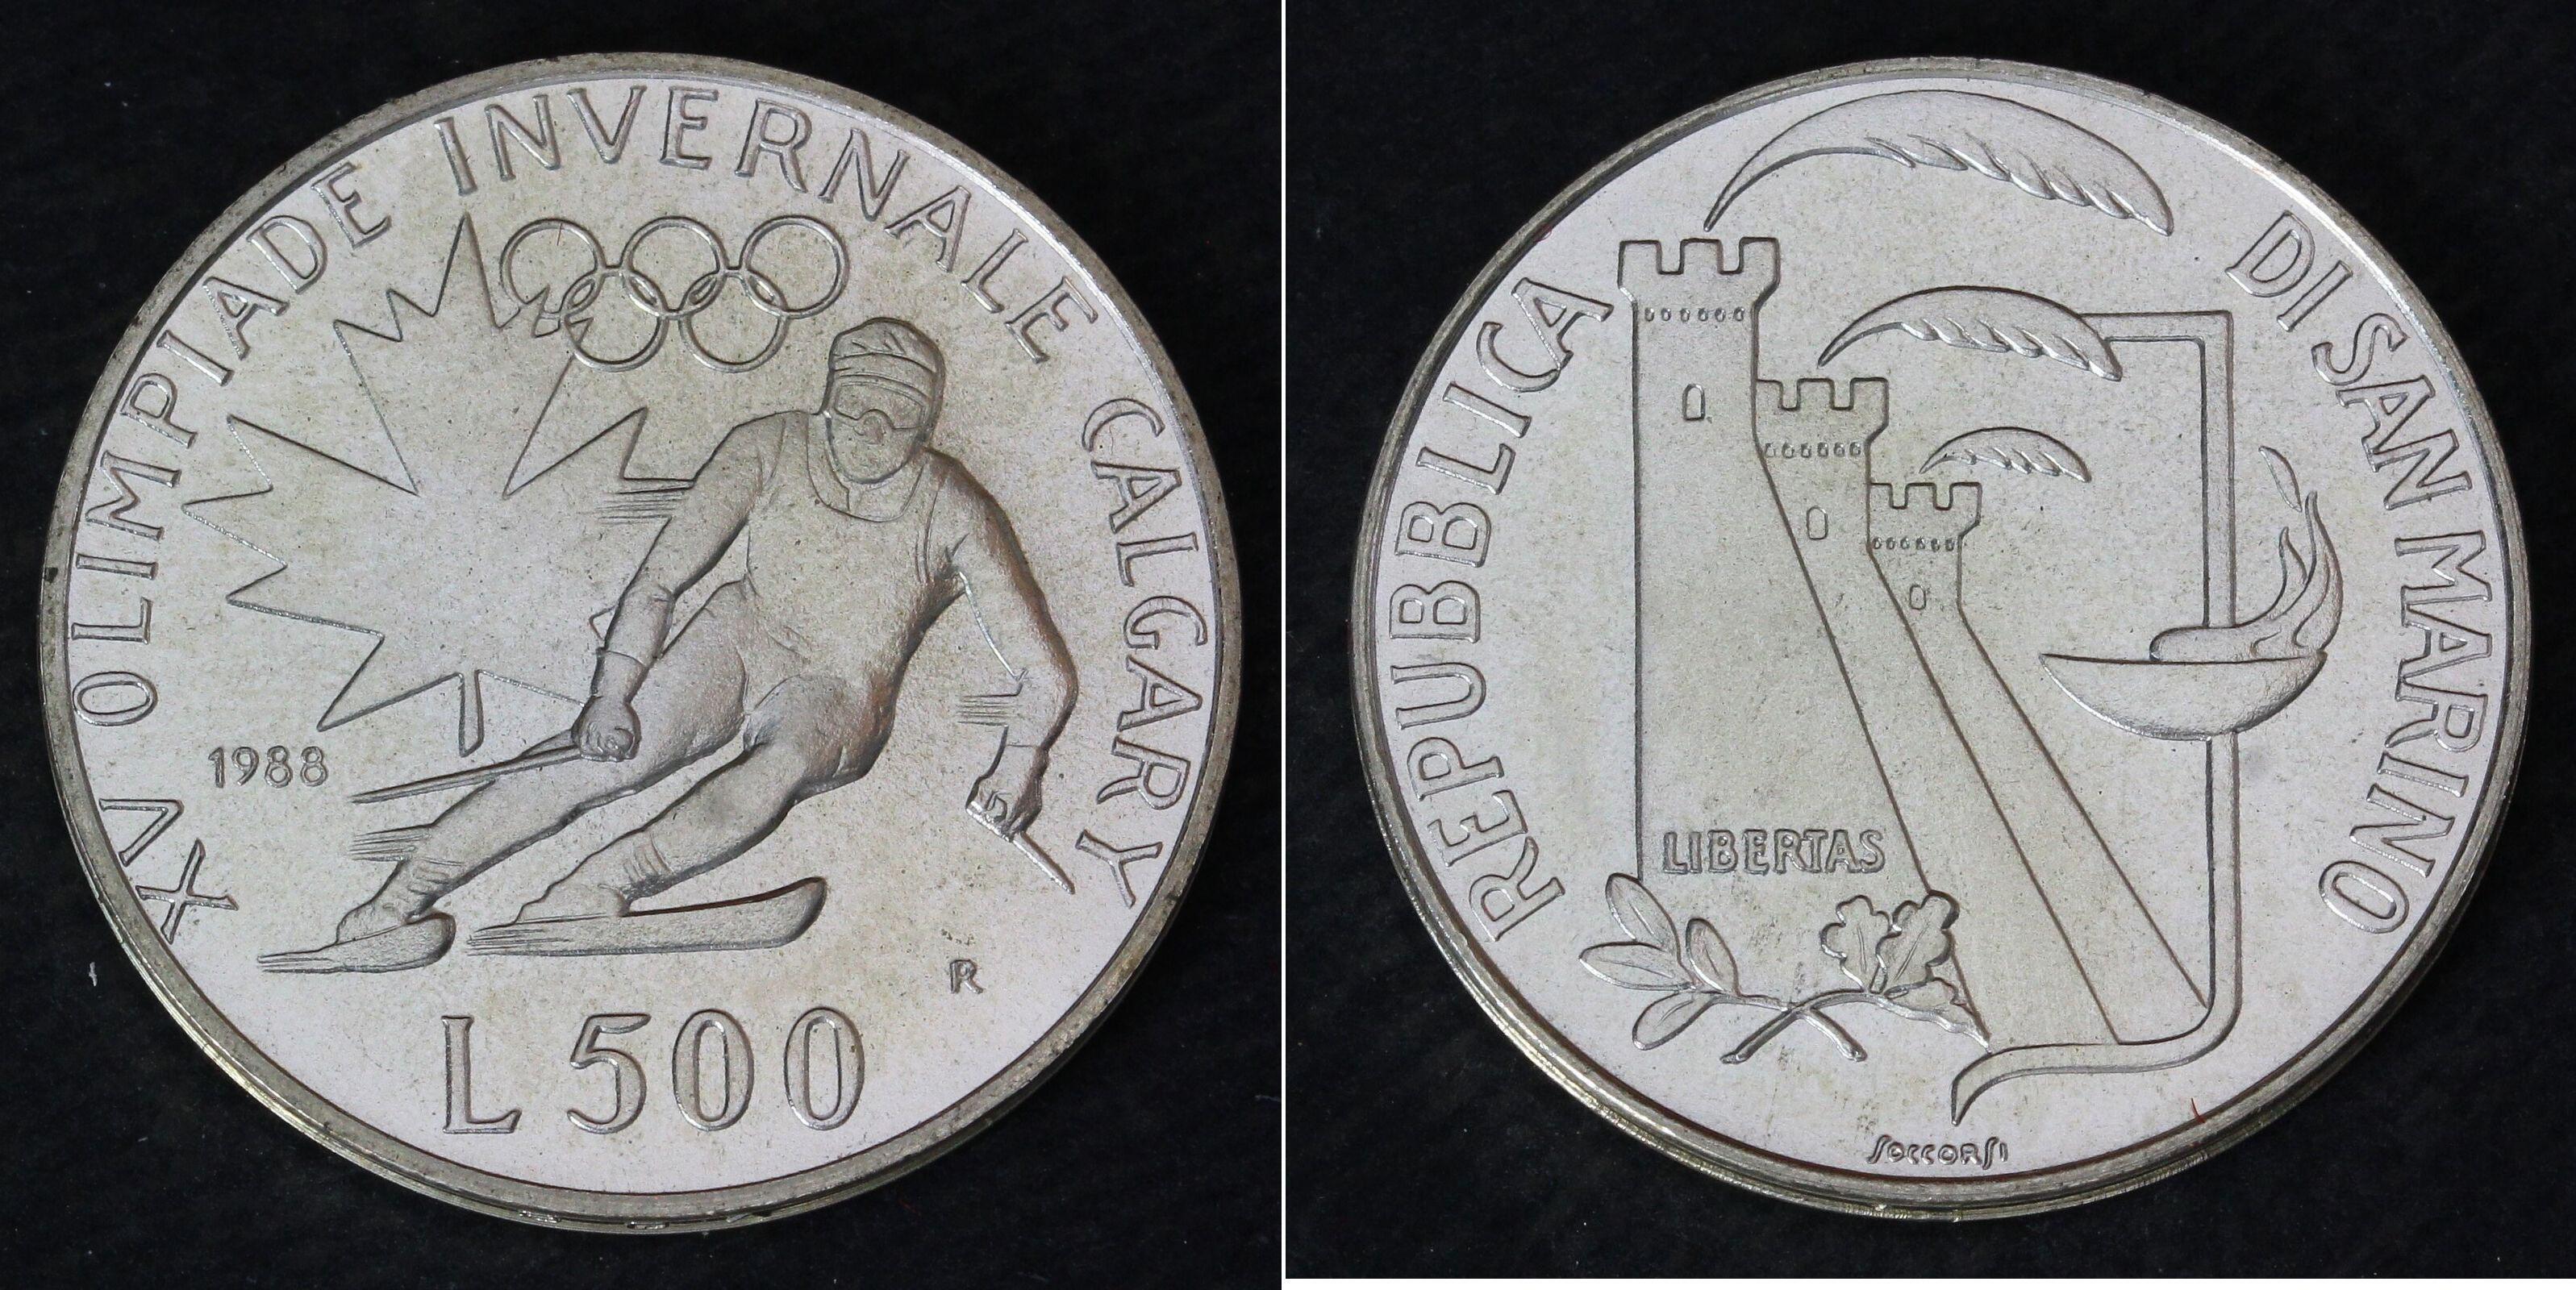 XV OLIMPIADE INVERNALE CALGARY
1988
R
L 500
REPUBBLICA DI SAN MARINO
LIBERTAS
SOCCORSI